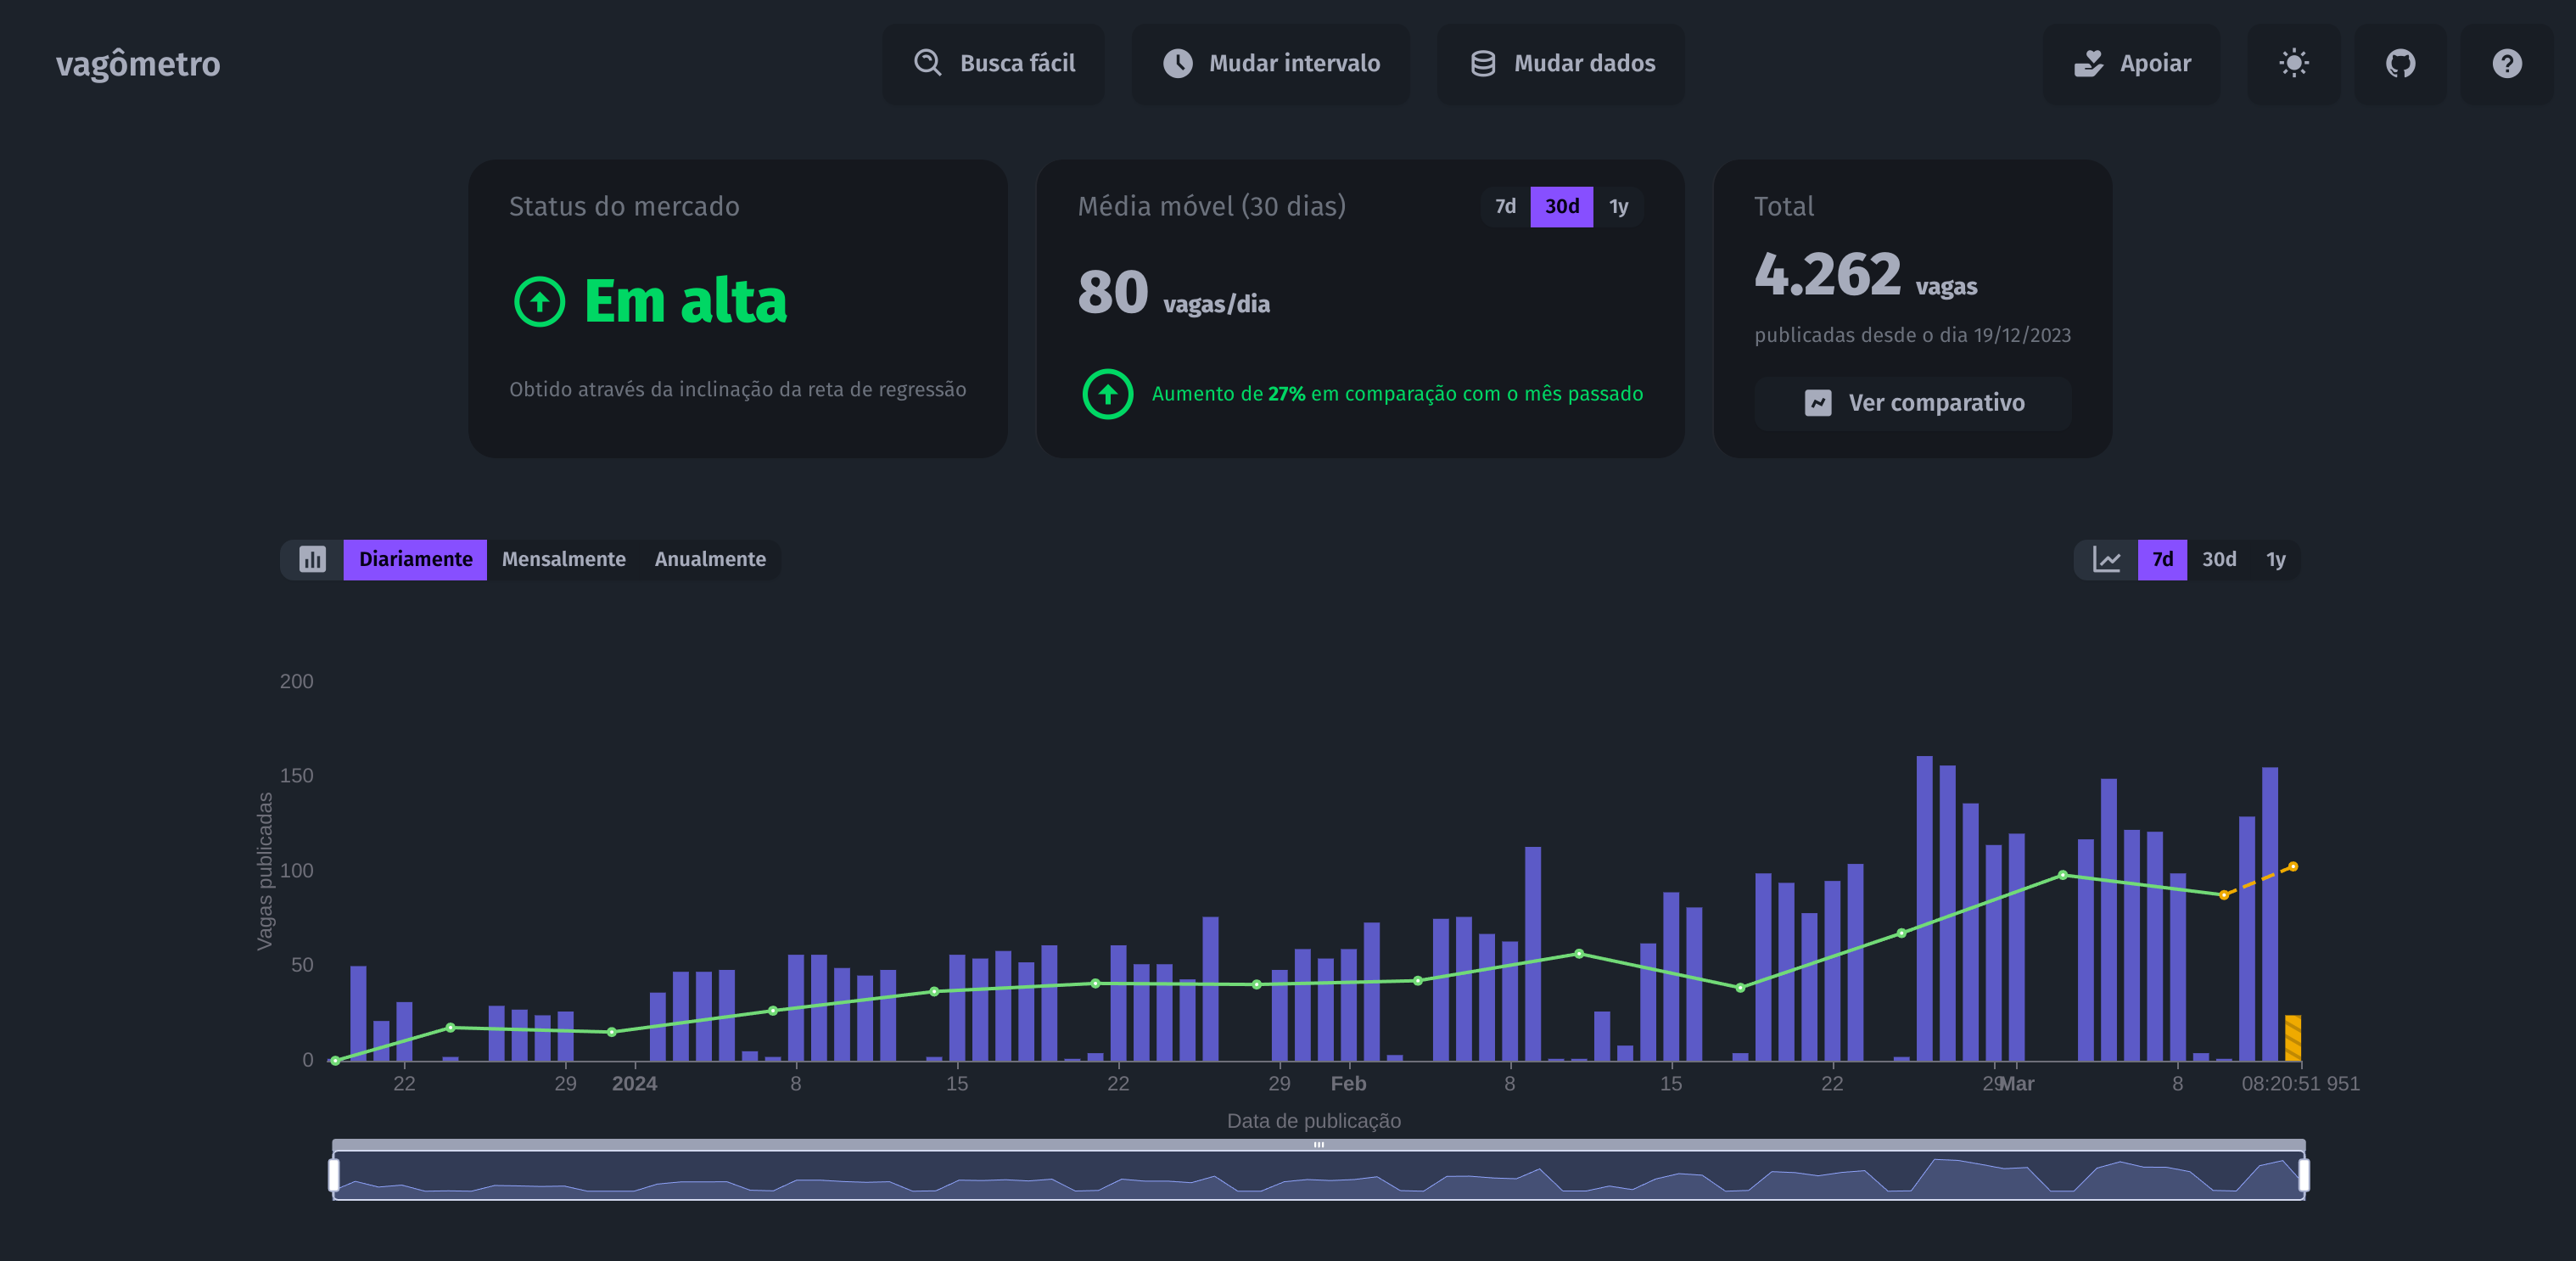 vagômetro
Busca fácil
Mudar intervalo
Mudar dados
Apoiar
Status do mercado
Em alta
Obtido através da inclinação da reta de regressão
Média móvel (30 dias)
7d 30d 1y
80 vagas/dia
Aumento de 27% em comparação com o mês passado
Total
4.262 vagas
publicadas desde o dia 19/12/2023
Ver comparativo
Diariamente Mensalmente Anualmente
7d 30d 1y
Vagas publicadas
200
150
100
50
0
22 29 2024 8 15 22 29 Feb 8 15 22 29 Mar 8 08:20:51 951
Data de publicação